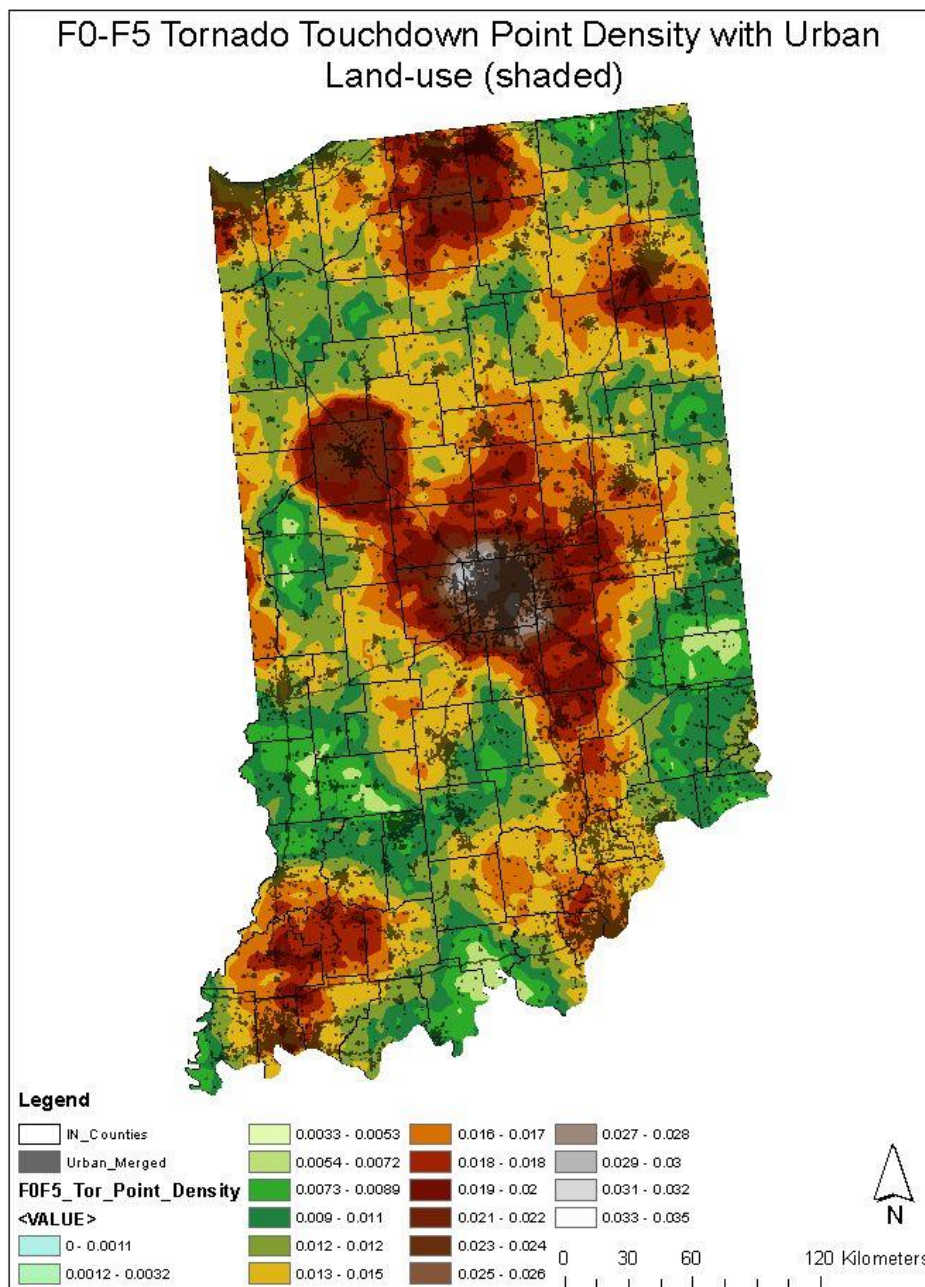 F0-F5 Tornado Touchdown Point Density with Urban
Land-use (shaded)
Legend
IN_Counties
Urban_Merged
F0F5_Tor_Point_Density
<VALUE>
0 - 0.0011
0.0012 - 0.0032
0.0033 - 0.0053
0.0054 - 0.0072
0.0073 - 0.0089
0.009 - 0.011
0.012 - 0.012
0.013 - 0.015
0.016 - 0.017
0.018 - 0.018
0.019 - 0.02
0.021 - 0.022
0.023 - 0.024
0.025 - 0.026
0.027 - 0.028
0.029 - 0.03
0.031 - 0.032
0.033 - 0.035
N
0 30 60 120 Kilometers